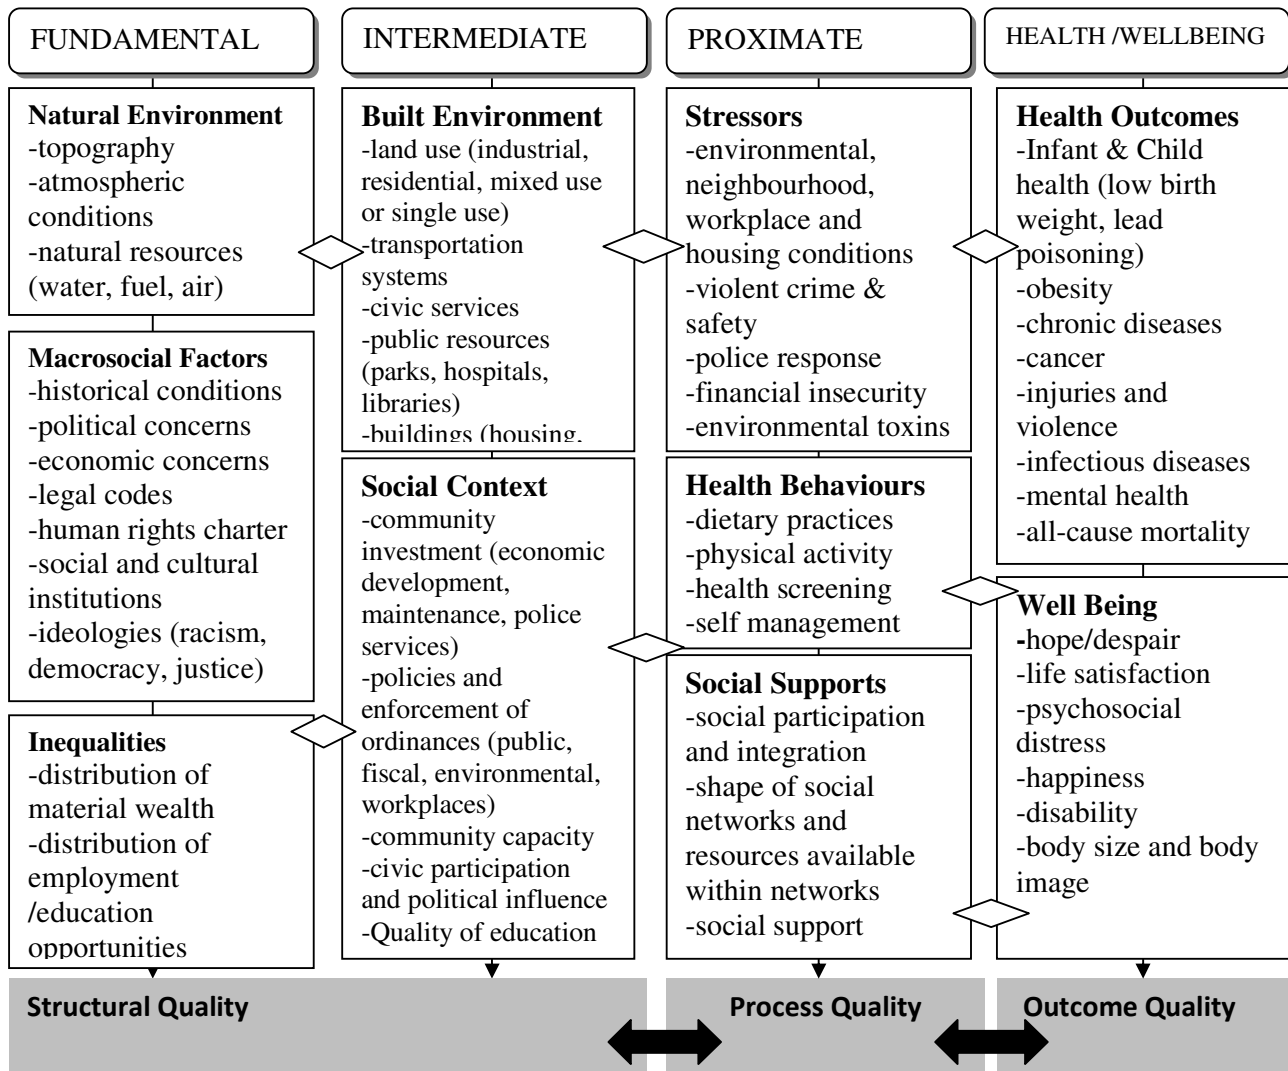 FUNDAMENTAL
Natural Environment
-topography
-atmospheric
conditions
-natural resources
(water, fuel, air)
Macrosocial Factors
-historical conditions
-political concerns
-economic concerns
-legal codes
-human rights charter
-social and cultural
institutions
-ideologies (racism,
democracy, justice)
Inequalities
-distribution of
material wealth
-distribution of
employment
/education
opportunities
INTERMEDIATE
Built Environment
-land use (industrial,
residential, mixed use
or single use)
-transportation
systems
-civic services
-public resources
(parks, hospitals,
libraries)
-buildings (housing,
Social Context
-community
investment (economic
development,
maintenance, police
services)
-policies and
enforcement of
ordinances (public,
fiscal, environmental,
workplaces)
-community capacity
-civic participation
and political influence
-Quality of education
PROXIMATE
Stressors
-environmental,
neighbourhood,
workplace and
housing conditions
-violent crime &
safety
-police response
-financial insecurity
-environmental toxins
Health Behaviours
-dietary practices
-physical activity
-health screening
-self management
Social Supports
-social participation
and integration
-shape of social
networks and
resources available
within networks
-social support
HEALTH /WELLBEING
Health Outcomes
-Infant & Child
health (low birth
weight, lead
poisoning)
-obesity
-chronic diseases
-cancer
-injuries and
violence
-infectious diseases
-mental health
-all-cause mortality
Well Being
-hope/despair
-life satisfaction
-psychosocial
distress
-happiness
-disability
-body size and body
image
Structural Quality
Process Quality
Outcome Quality